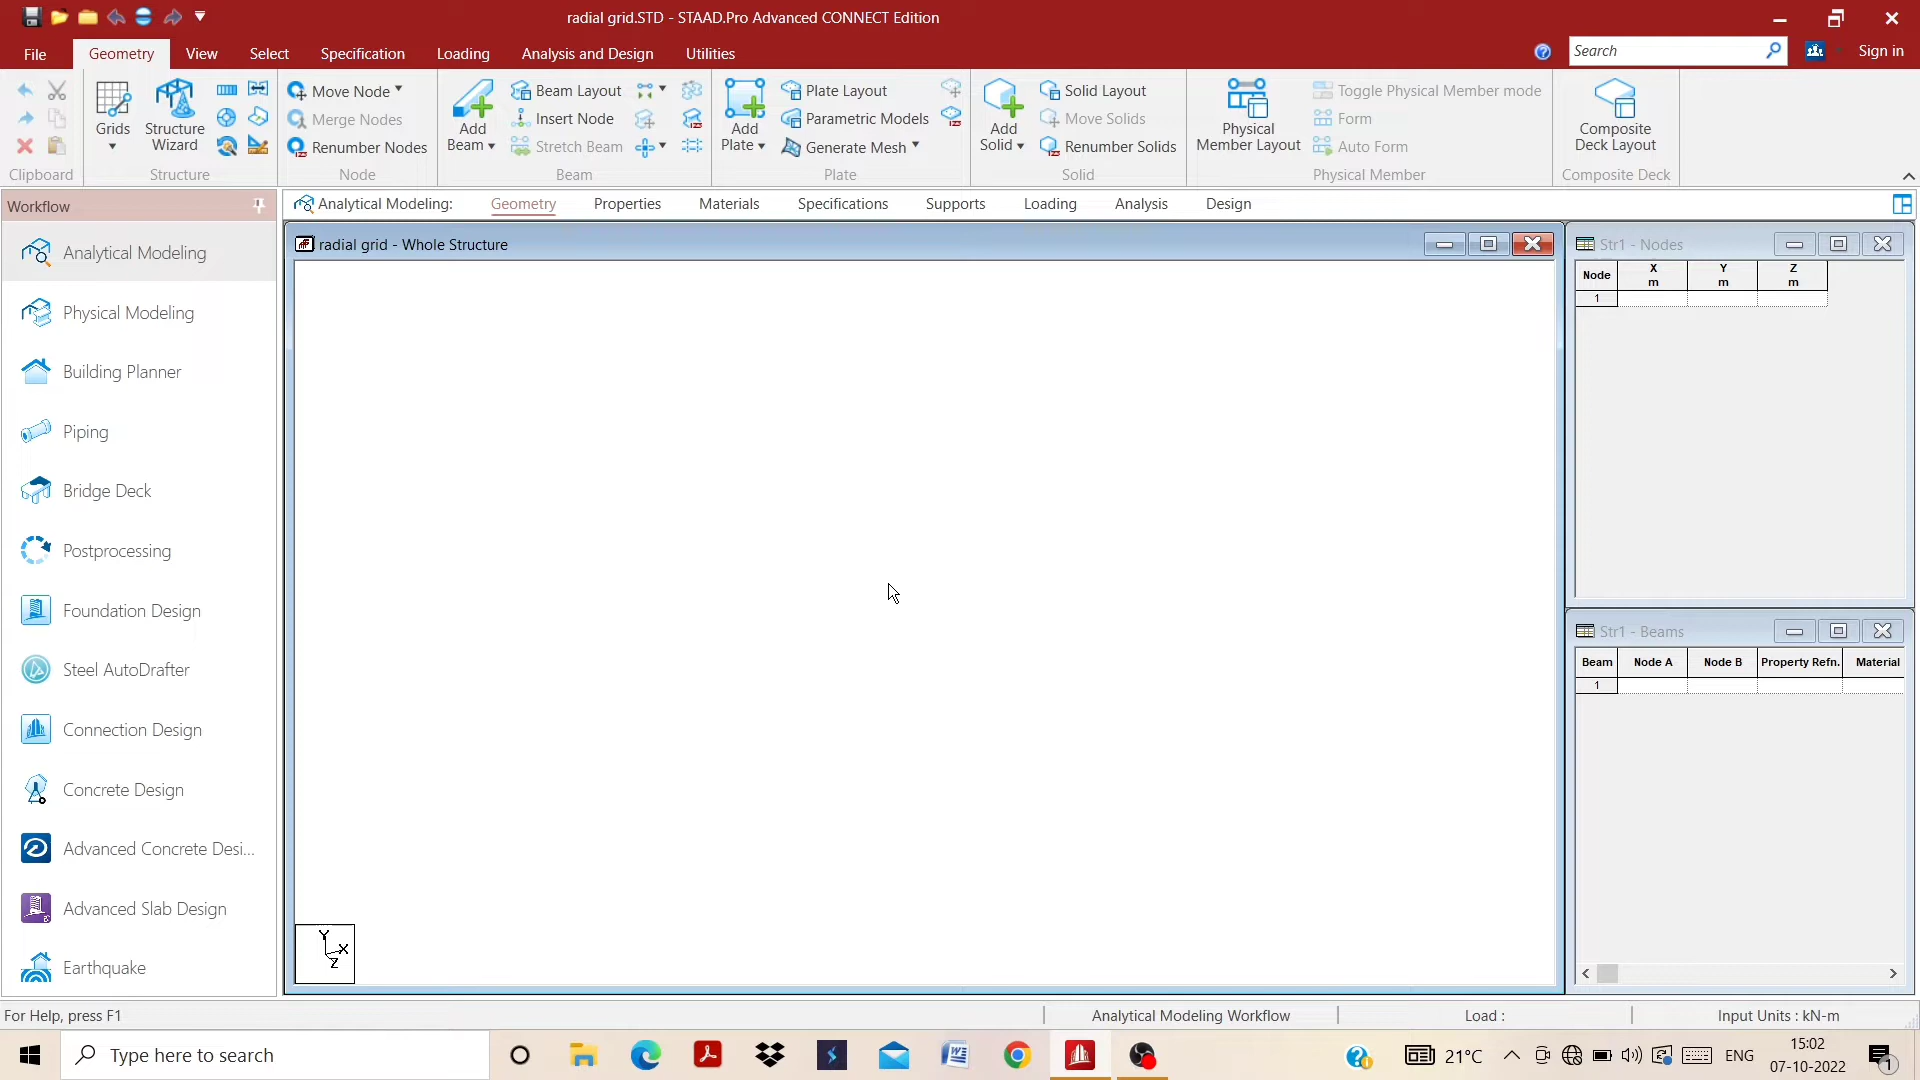 radial grid.STD - STAAD.Pro Advanced CONNECT Edition
File Geometry View Select Specification Loading Analysis and Design Utilities Search Sign in
Move Node Beam Layout Plate Layout Solid Layout Toggle Physical Member mode
Merge Nodes Insert Node Parametric Models Move Solids Form
Grids Structure Wizard Add Beam Add Plate Add Solid Physical Member Layout Composite Deck Layout
Renumber Nodes Stretch Beam Generate Mesh Renumber Solids Auto Form
Clipboard Structure Node Beam Plate Solid Physical Member Composite Deck
Workflow
Analytical Modeling: Geometry Properties Materials Specifications Supports Loading Analysis Design
Analytical Modeling
Physical Modeling
Building Planner
Piping
Bridge Deck
Postprocessing
Foundation Design
Steel AutoDrafter
Connection Design
Concrete Design
Advanced Concrete Desi...
Advanced Slab Design
Earthquake
radial grid - Whole Structure
Y
X
Z
Str1 - Nodes
Node X m Y m Z m
1
Str1 - Beams
Beam Node A Node B Property Refn. Material
1
For Help, press F1 Analytical Modeling Workflow Load : Input Units : kN-m
Type here to search 21°C ENG 15:02
07-10-2022
1